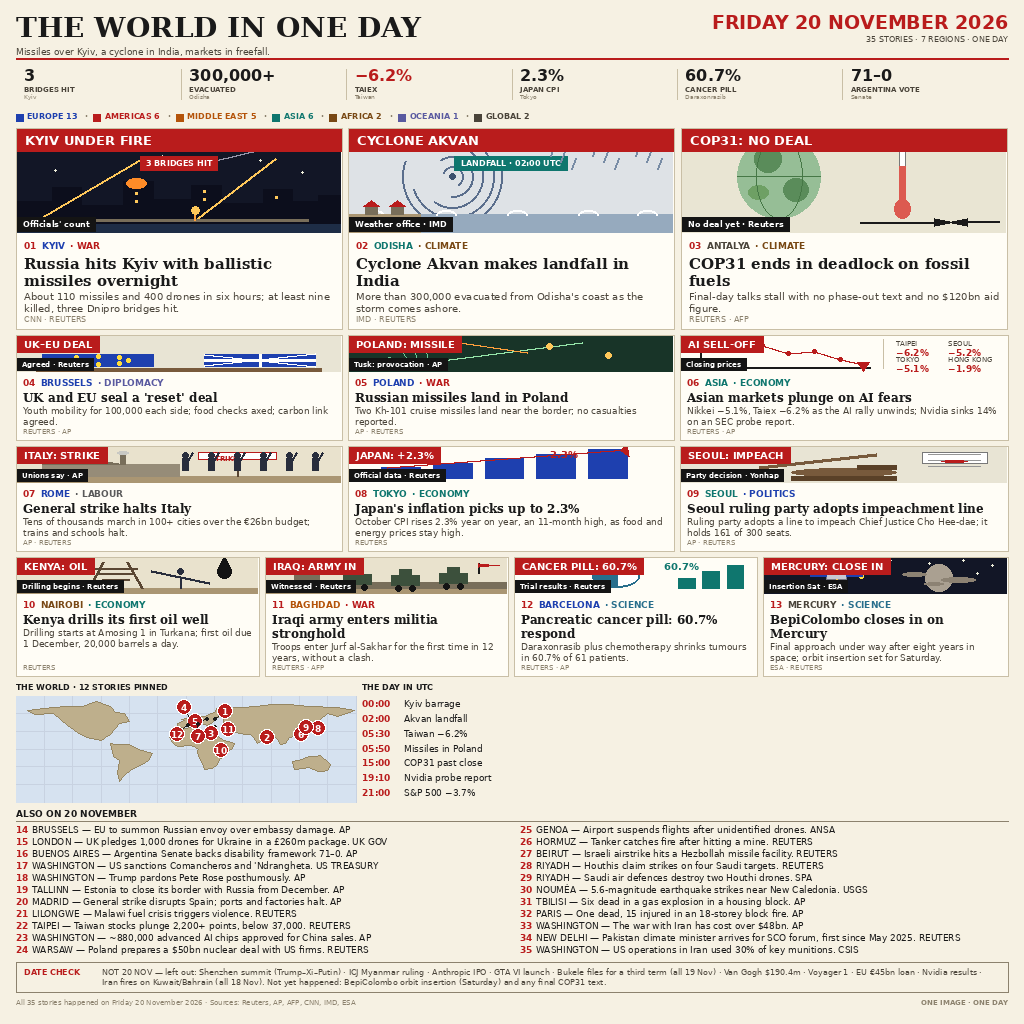 THE WORLD IN ONE DAY
FRIDAY 20 NOVEMBER 2026
35 STORIES · 7 REGIONS · ONE DAY
Missiles over Kyiv, a cyclone in India, markets in freefall.
3
BRIDGES HIT
Kyiv
300,000+
EVACUATED
Odisha
−6.2%
TAIEX
Taiwan
2.3%
JAPAN CPI
Tokyo
60.7%
CANCER PILL
Daraxonrasib
71–0
ARGENTINA VOTE
Senate
EUROPE 13 · AMERICAS 6 · MIDDLE EAST 5 · ASIA 6 · AFRICA 2 · OCEANIA 1 · GLOBAL 2
KYIV UNDER FIRE
3 BRIDGES HIT
Officials' count
01 KYIV · WAR
Russia hits Kyiv with ballistic
missiles overnight
About 110 missiles and 400 drones in six hours; at least nine
killed, three Dnipro bridges hit.
CNN · REUTERS
CYCLONE AKVAN
LANDFALL · 02:00 UTC
Weather office · IMD
02 ODISHA · CLIMATE
Cyclone Akvan makes landfall in
India
More than 300,000 evacuated from Odisha's coast as the
storm comes ashore.
IMD · REUTERS
COP31: NO DEAL
No deal yet · Reuters
03 ANTALYA · CLIMATE
COP31 ends in deadlock on fossil
fuels
Final-day talks stall with no phase-out text and no $120bn aid
figure.
REUTERS · AFP
UK–EU DEAL
Agreed · Reuters
04 BRUSSELS · DIPLOMACY
UK and EU seal a 'reset' deal
Youth mobility for 100,000 each side; food checks axed; carbon link
agreed.
REUTERS · AP
POLAND: MISSILE
Tusk: provocation · AP
05 POLAND · WAR
Russian missiles land in Poland
Two Kh-101 cruise missiles land near the border; no casualties
reported.
AP · REUTERS
AI SELL-OFF
Closing prices
TAIPEI
−6.2%
SEOUL
−5.2%
TOKYO
−5.1%
HONG KONG
−1.9%
06 ASIA · ECONOMY
Asian markets plunge on AI fears
Nikkei −5.1%, Taiex −6.2% as the AI rally unwinds; Nvidia sinks 14%
on an SEC probe report.
REUTERS · AP
ITALY: STRIKE
Unions say · AP
07 ROME · LABOUR
General strike halts Italy
Tens of thousands march in 100+ cities over the €26bn budget;
trains and schools halt.
AP · REUTERS
JAPAN: +2.3%
2.3%
Official data · Reuters
08 TOKYO · ECONOMY
Japan's inflation picks up to 2.3%
October CPI rises 2.3% year on year, an 11-month high, as food and
energy prices stay high.
REUTERS
SEOUL: IMPEACH
Party decision · Yonhap
09 SEOUL · POLITICS
Seoul ruling party adopts impeachment line
Ruling party adopts a line to impeach Chief Justice Cho Hee-dae; it
holds 161 of 300 seats.
AP · REUTERS
KENYA: OIL
Drilling begins · Reuters
10 NAIROBI · ECONOMY
Kenya drills its first oil well
Drilling starts at Amosing 1 in Turkana; first oil due
1 December, 20,000 barrels a day.
REUTERS
IRAQ: ARMY IN
Witnessed · Reuters
11 BAGHDAD · WAR
Iraqi army enters militia
stronghold
Troops enter Jurf al-Sakhar for the first time in 12
years, without a clash.
REUTERS · AFP
CANCER PILL: 60.7%
60.7%
Trial results · Reuters
12 BARCELONA · SCIENCE
Pancreatic cancer pill: 60.7%
respond
Daraxonrasib plus chemotherapy shrinks tumours
in 60.7% of 61 patients.
REUTERS · AP
MERCURY: CLOSE IN
Insertion Sat · ESA
13 MERCURY · SCIENCE
BepiColombo closes in on
Mercury
Final approach under way after eight years in
space; orbit insertion set for Saturday.
ESA · REUTERS
THE WORLD · 12 STORIES PINNED
4 1 5 11 12 7 3 10 2 6 9 8
THE DAY IN UTC
00:00 Kyiv barrage
02:00 Akvan landfall
05:30 Taiwan −6.2%
05:50 Missiles in Poland
15:00 COP31 past close
19:10 Nvidia probe report
21:00 S&P 500 −3.7%
ALSO ON 20 NOVEMBER
14 BRUSSELS — EU to summon Russian envoy over embassy damage. AP
15 LONDON — UK pledges 1,000 drones for Ukraine in a £260m package. UK GOV
16 BUENOS AIRES — Argentina Senate backs disability framework 71–0. AP
17 WASHINGTON — US sanctions Comancheros and 'Ndrangheta. US TREASURY
18 WASHINGTON — Trump pardons Pete Rose posthumously. AP
19 TALLINN — Estonia to close its border with Russia from December. AP
20 MADRID — General strike disrupts Spain; ports and factories halt. AP
21 LILONGWE — Malawi fuel crisis triggers violence. REUTERS
22 TAIPEI — Taiwan stocks plunge 2,200+ points, below 37,000. REUTERS
23 WASHINGTON — ~880,000 advanced AI chips approved for China sales. AP
24 WARSAW — Poland prepares a $50bn nuclear deal with US firms. REUTERS
25 GENOA — Airport suspends flights after unidentified drones. ANSA
26 HORMUZ — Tanker catches fire after hitting a mine. REUTERS
27 BEIRUT — Israeli airstrike hits a Hezbollah missile facility. REUTERS
28 RIYADH — Houthis claim strikes on four Saudi targets. REUTERS
29 RIYADH — Saudi air defences destroy two Houthi drones. SPA
30 NOUMÉA — 5.6-magnitude earthquake strikes near New Caledonia. USGS
31 TBILISI — Six dead in a gas explosion in a housing block. AP
32 PARIS — One dead, 15 injured in an 18-storey block fire. AP
33 WASHINGTON — The war with Iran has cost over $48bn. AP
34 NEW DELHI — Pakistan climate minister arrives for SCO forum, first since May 2025. REUTERS
35 WASHINGTON — US operations in Iran used 30% of key munitions. CSIS
DATE CHECK
NOT 20 NOV — left out: Shenzhen summit (Trump–Xi–Putin) · ICJ Myanmar ruling · Anthropic IPO · GTA VI launch · Bukele files for a third term (all 19 Nov) · Van Gogh $190.4m · Voyager 1 · EU €45bn loan · Nvidia results ·
Iran fires on Kuwait/Bahrain (all 18 Nov). Not yet happened: BepiColombo orbit insertion (Saturday) and any final COP31 text.
All 35 stories happened on Friday 20 November 2026 · Sources: Reuters, AP, AFP, CNN, IMD, ESA
ONE IMAGE · ONE DAY